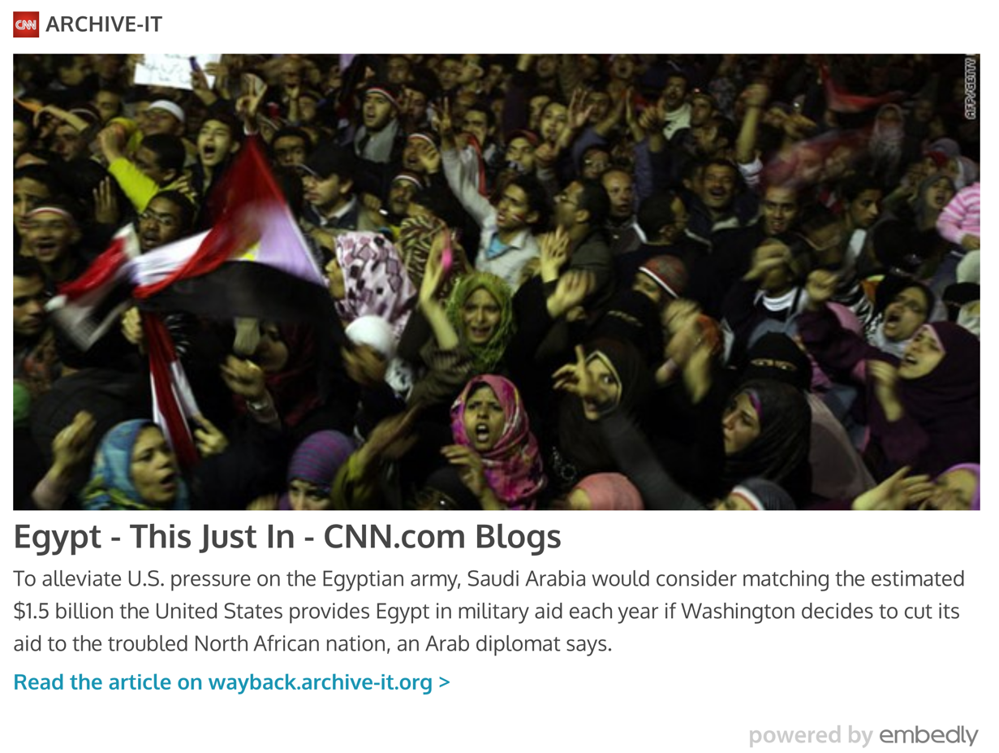 CNN ARCHIVE-IT
AFP/GETTY
Egypt - This Just In - CNN.com Blogs
To alleviate U.S. pressure on the Egyptian army, Saudi Arabia would consider matching the estimated
$1.5 billion the United States provides Egypt in military aid each year if Washington decides to cut its
aid to the troubled North African nation, an Arab diplomat says.
Read the article on wayback.archive-it.org >
powered by embedly